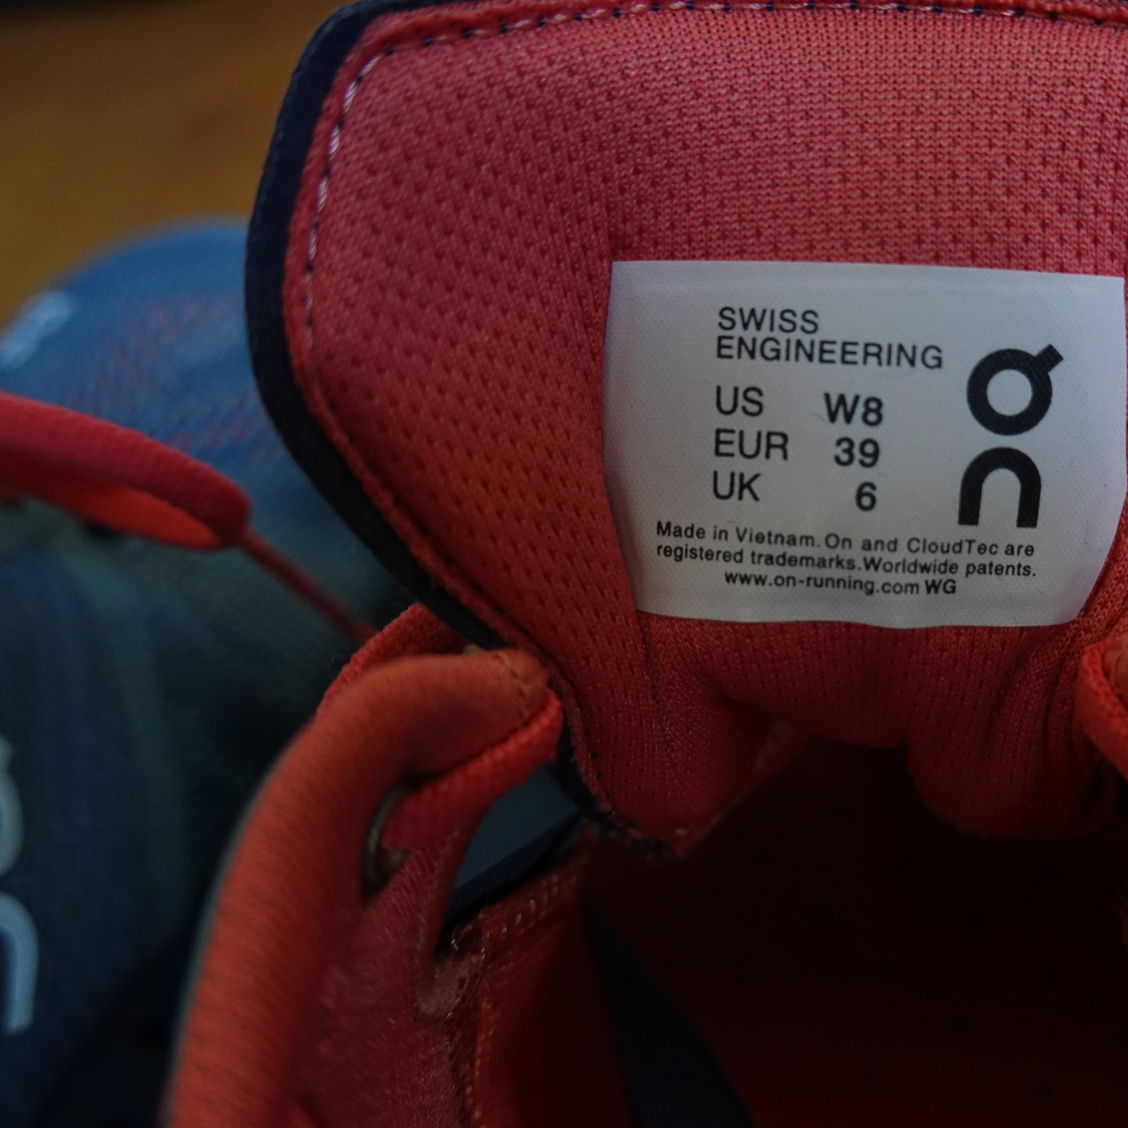 SWISS
ENGINEERING
US W8
EUR 39
UK 6
On
Made in Vietnam. On and CloudTec are
registered trademarks. Worldwide patents.
www.on-running.com WG